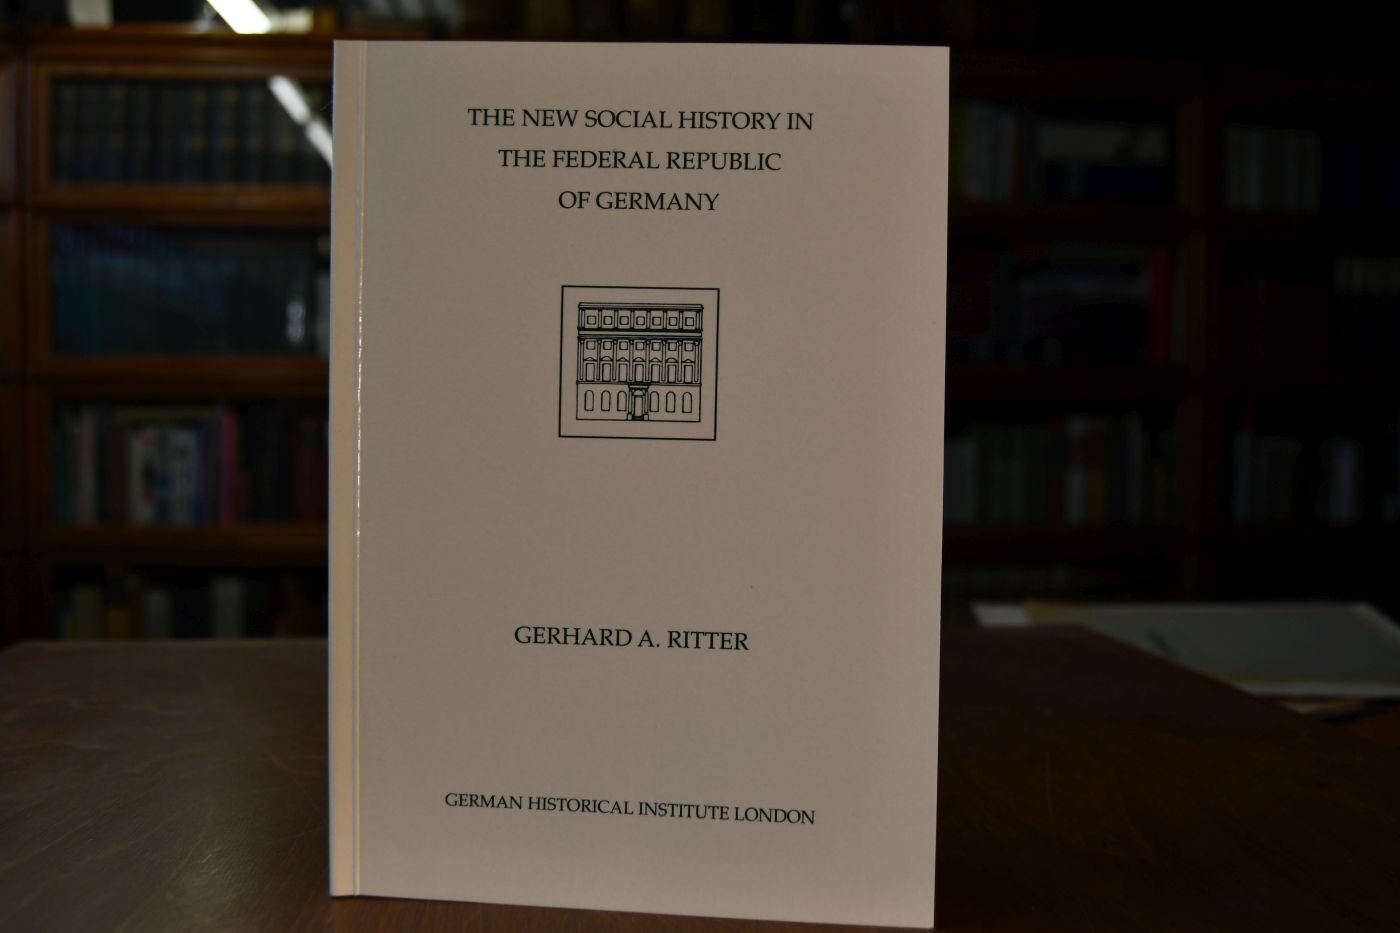 THE NEW SOCIAL HISTORY IN
THE FEDERAL REPUBLIC
OF GERMANY
GERHARD A. RITTER
GERMAN HISTORICAL INSTITUTE LONDON